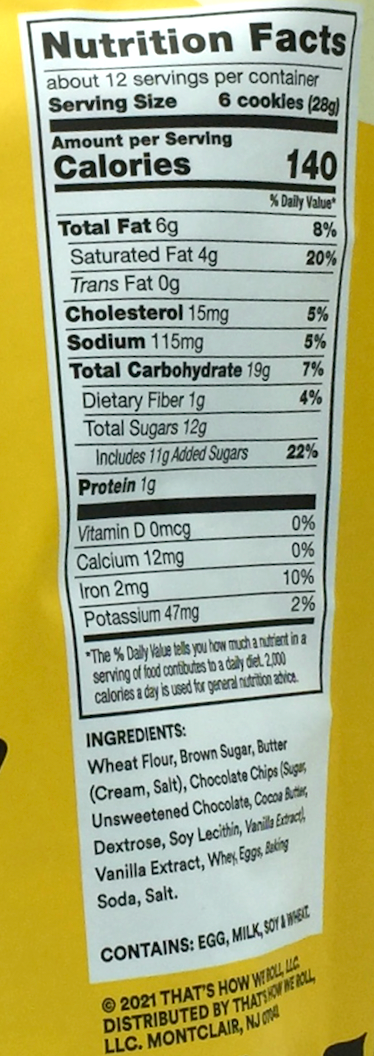 Nutrition Facts
about 12 servings per container
Serving Size 6 cookies (28g)
Amount per Serving
Calories 140
% Daily Value*
Total Fat 6g 8%
Saturated Fat 4g 20%
Trans Fat 0g
Cholesterol 15mg 5%
Sodium 115mg 5%
Total Carbohydrate 19g 7%
Dietary Fiber 1g 4%
Total Sugars 12g
Includes 11g Added Sugars 22%
Protein 1g
Vitamin D 0mcg 0%
Calcium 12mg 0%
Iron 2mg 10%
Potassium 47mg 2%
*The % Daily Value tells you how much a nutrient in a
serving of food contibutes to a daily diet. 2,000
calories a day is used for general nutrition advice.
INGREDIENTS:
Wheat Flour, Brown Sugar, Butter
(Cream, Salt), Chocolate Chips (Sugar,
Unsweetened Chocolate, Cocoa Butter,
Dextrose, Soy Lecithin, Vanilla Extract),
Vanilla Extract, Whey, Eggs, Baking
Soda, Salt.
CONTAINS: EGG, MILK, SOY & WHEAT.
© 2021 THAT'S HOW WE ROLL, LLC.
DISTRIBUTED BY THAT'S HOW WE ROLL,
LLC. MONTCLAIR, NJ 07042